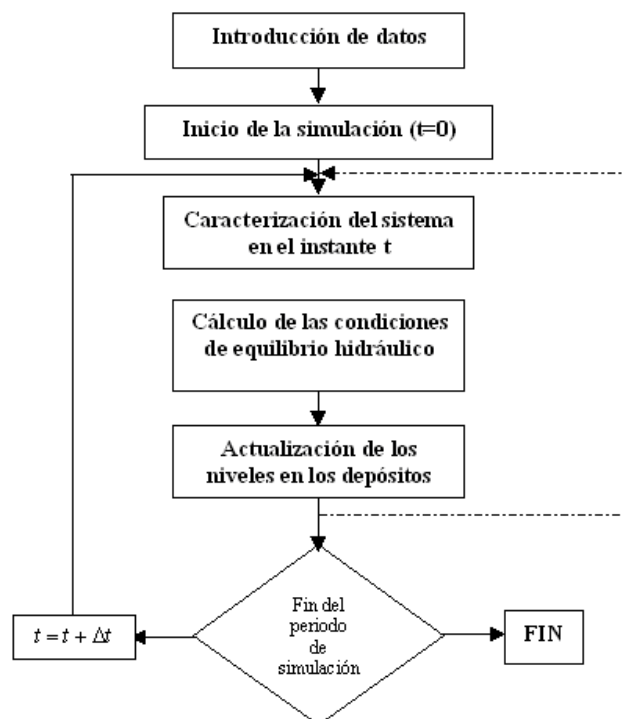 Introducción de datos
Inicio de la simulación (t=0)
Caracterización del sistema
en el instante t
Cálculo de las condiciones
de equilibrio hidráulico
Actualización de los
niveles en los depósitos
Fin del
periodo
de
simulación
t = t + Δt
FIN